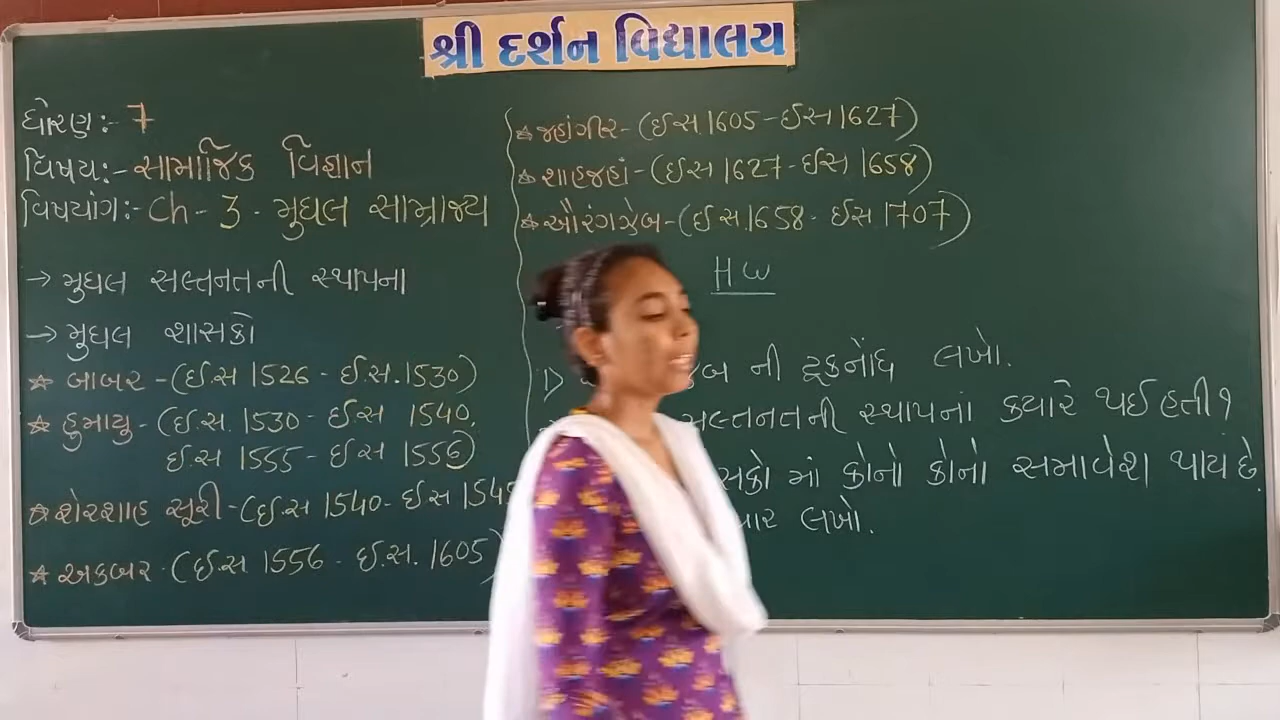 શ્રી દર્શન વિદ્યાલય
ધોરણ:- 7
વિષય:- સામાજિક વિજ્ઞાન
વિષયાંગ:- Ch - 3 - મુઘલ સામ્રાજ્ય
→ મુઘલ સલ્તનતની સ્થાપના
→ મુઘલ શાસકો
☆ બાબર - (ઈ.સ 1526 - ઈ.સ. 1530)
☆ હુમાયુ - (ઈ.સ. 1530 - ઈ.સ 1540,
ઈ.સ 1555 - ઈ.સ 1556)
☆ શેરશાહ સૂરી - (ઈ.સ 1540 - ઈ.સ
☆ અકબર - (ઈ.સ 1556 - ઈ.સ. 1605)
☆ જહાંગીર - (ઈ.સ. 1605 - ઈ.સ 1627)
☆ શાહજહાં - (ઈ.સ 1627 - ઈ.સ 1658)
☆ ઔરંગઝેબ - (ઈ.સ. 1658 - ઈ.સ. 1707)
HW
1) ની ટૂકનોંધ લખો.
સલ્તનતની સ્થાપના ક્યારે થઈ હતી?
માં કોનો કોનો સમાવેશ થાય છે.
લખો.